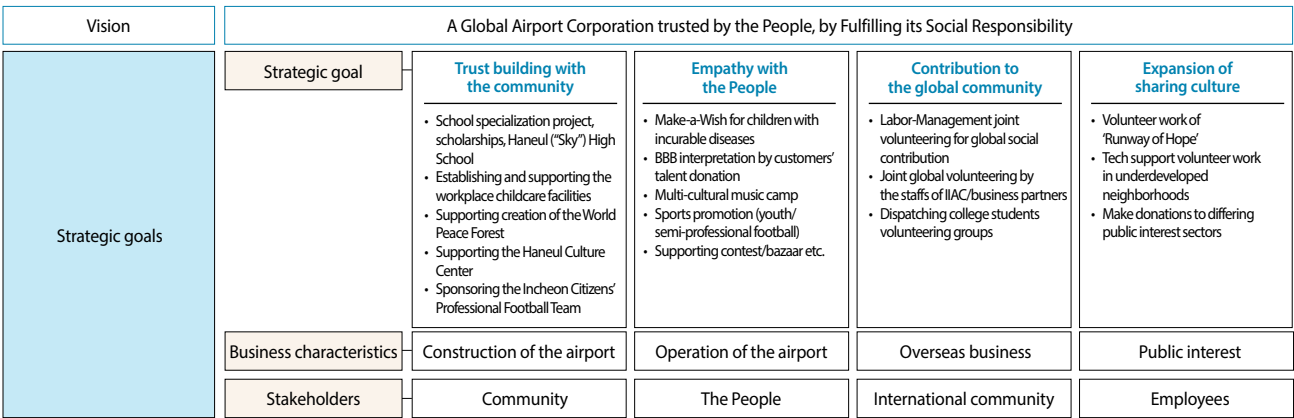 Vision
A Global Airport Corporation trusted by the People, by Fulfilling its Social Responsibility
Strategic goals
Strategic goal
Trust building with
the community
• School specialization project,
scholarships, Haneul (“Sky”) High
School
• Establishing and supporting the
workplace childcare facilities
• Supporting creation of the World
Peace Forest
• Supporting the Haneul Culture
Center
• Sponsoring the Incheon Citizens’
Professional Football Team
Empathy with
the People
• Make-a-Wish for children with
incurable diseases
• BBB interpretation by customers’
talent donation
• Multi-cultural music camp
• Sports promotion (youth/
semi-professional football)
• Supporting contest/bazaar etc.
Contribution to
the global community
• Labor-Management joint
volunteering for global social
contribution
• Joint global volunteering by
the staffs of IIAC/business partners
• Dispatching college students
volunteering groups
Expansion of
sharing culture
• Volunteer work of
‘Runway of Hope’
• Tech support volunteer work
in underdeveloped
neighborhoods
• Make donations to differing
public interest sectors
Business characteristics
Construction of the airport
Operation of the airport
Overseas business
Public interest
Stakeholders
Community
The People
International community
Employees